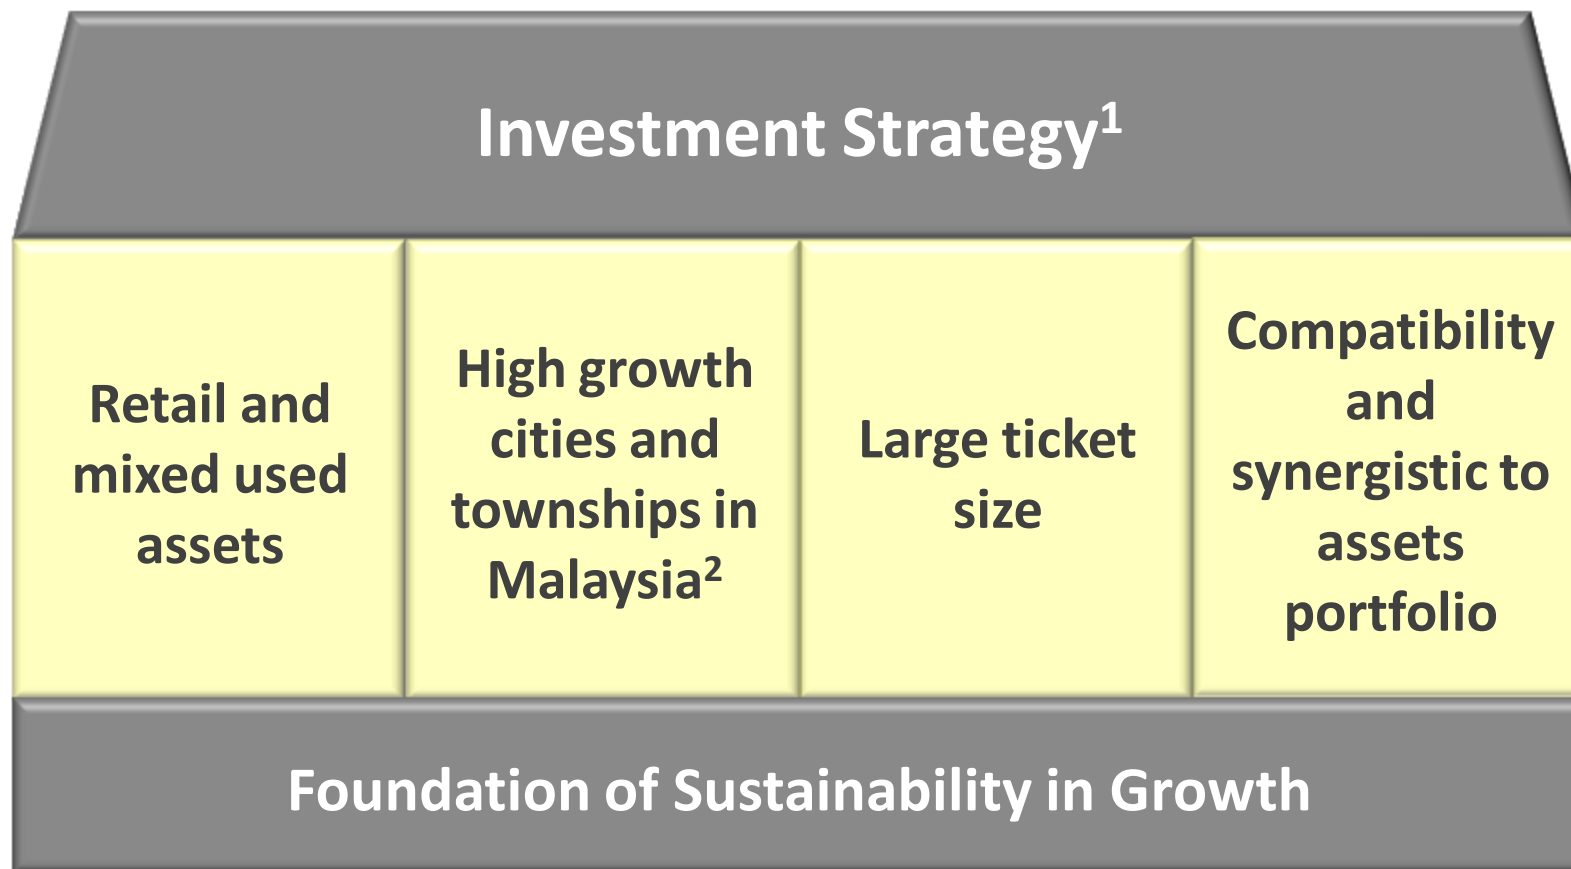 Investment Strategy¹
Retail and
mixed used
assets
High growth
cities and
townships in
Malaysia²
Large ticket
size
Compatibility
and
synergistic to
assets
portfolio
Foundation of Sustainability in Growth